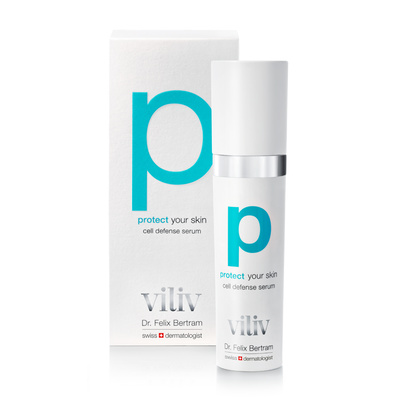 p
protect your skin
cell defense serum
viliv
Dr. Felix Bertram
swiss dermatologist
p
protect your skin
cell defense serum
viliv
Dr. Felix Bertram
swiss dermatologist